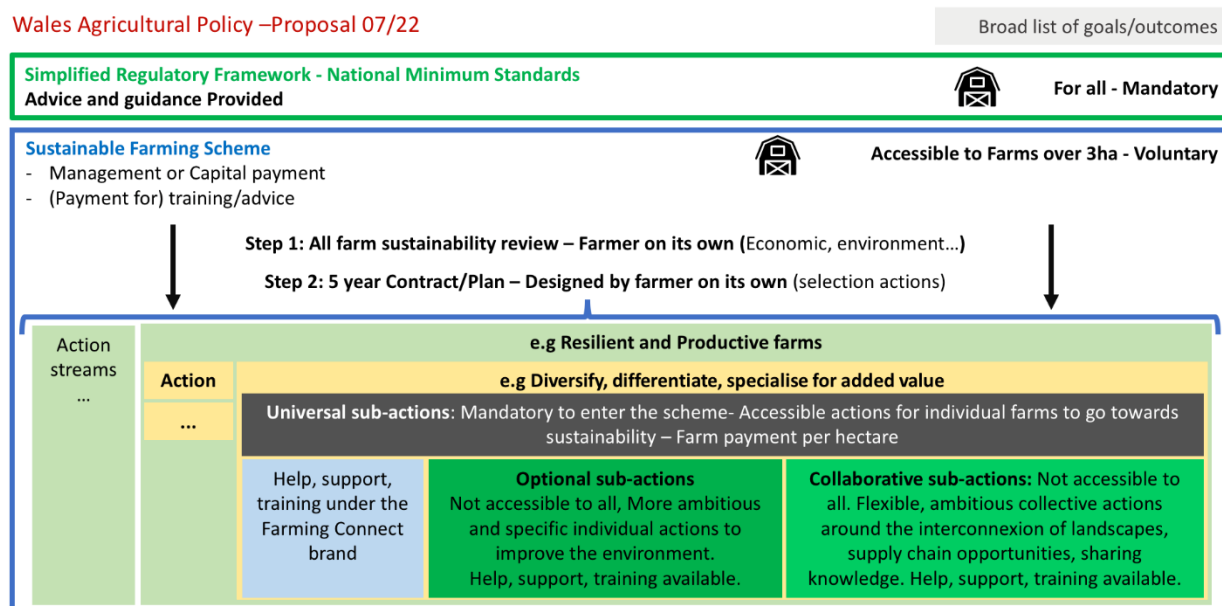 Wales Agricultural Policy –Proposal 07/22
Broad list of goals/outcomes
Simplified Regulatory Framework - National Minimum Standards
Advice and guidance Provided
For all - Mandatory
Sustainable Farming Scheme
- Management or Capital payment
- (Payment for) training/advice
Accessible to Farms over 3ha - Voluntary
Step 1: All farm sustainability review – Farmer on its own (Economic, environment…)
Step 2: 5 year Contract/Plan – Designed by farmer on its own (selection actions)
Action
streams
…
e.g Resilient and Productive farms
Action
...
e.g Diversify, differentiate, specialise for added value
Universal sub-actions: Mandatory to enter the scheme- Accessible actions for individual farms to go towards
sustainability – Farm payment per hectare
Help, support,
training under the
Farming Connect
brand
Optional sub-actions
Not accessible to all, More ambitious
and specific individual actions to
improve the environment.
Help, support, training available.
Collaborative sub-actions: Not accessible to
all. Flexible, ambitious collective actions
around the interconnexion of landscapes,
supply chain opportunities, sharing
knowledge. Help, support, training available.